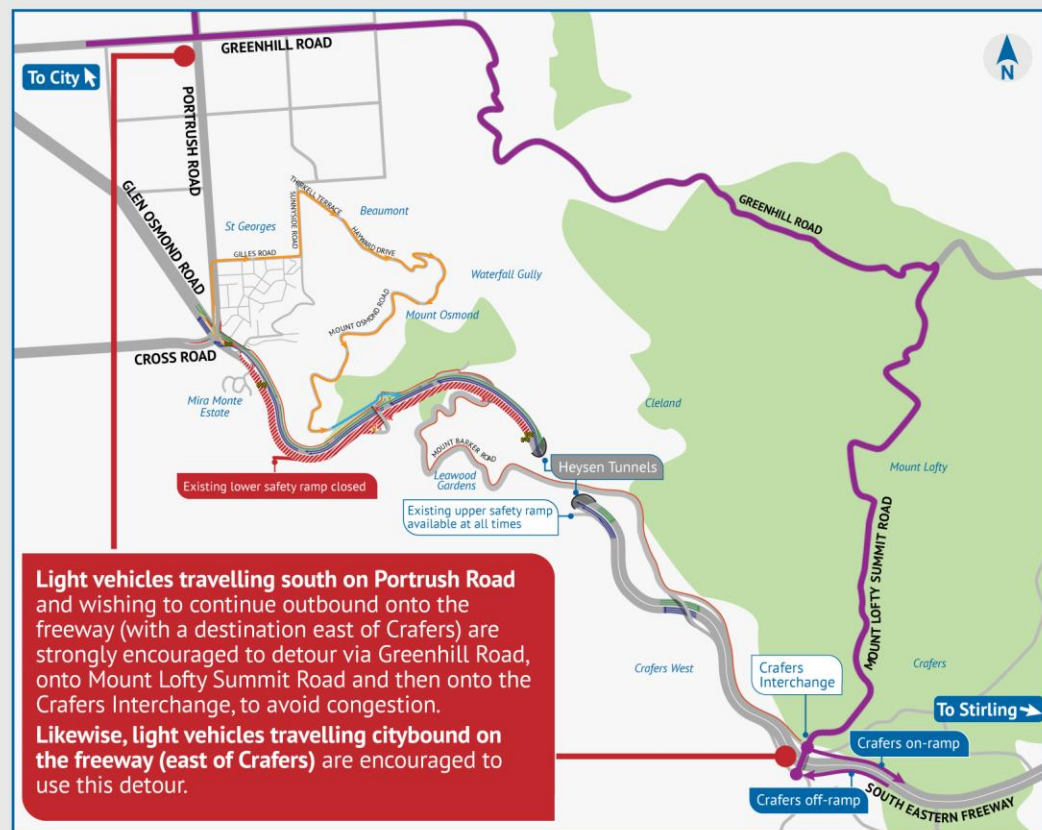 GREENHILL ROAD
N
To City
PORTRUSH ROAD
GLEN OSMOND ROAD
THIRKELL TERRACE
SUNNYSIDE ROAD
Beaumont
St Georges
GILLES ROAD
HAYWARD DRIVE
Waterfall Gully
MOUNT OSMOND ROAD
Mount Osmond
GREENHILL ROAD
CROSS ROAD
Mira Monte
Estate
Cleland
MOUNT BARKER ROAD
Leawood
Gardens
Heysen Tunnels
Mount Lofty
Existing lower safety ramp closed
Existing upper safety ramp
available at all times
MOUNT LOFTY SUMMIT ROAD
Light vehicles travelling south on Portrush Road
and wishing to continue outbound onto the
freeway (with a destination east of Crafers) are
strongly encouraged to detour via Greenhill Road,
onto Mount Lofty Summit Road and then onto the
Crafers Interchange, to avoid congestion.
Likewise, light vehicles travelling citybound on
the freeway (east of Crafers) are encouraged to
use this detour.
Crafers West
Crafers
Interchange
Crafers
To Stirling
Crafers on-ramp
Crafers off-ramp
SOUTH EASTERN FREEWAY